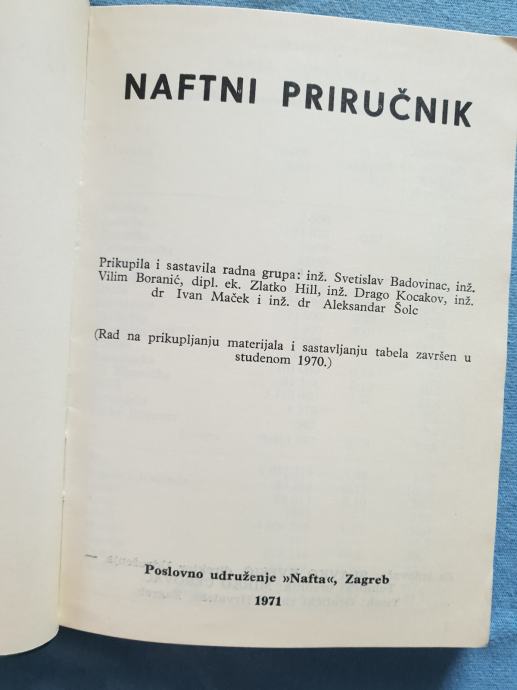 NAFTNI PRIRUČNIK
Prikupila i sastavila radna grupa: inž. Svetislav Badovinac, inž.
Vilim Boranić, dipl. ek. Zlatko Hill, inž. Drago Kocakov, inž.
dr Ivan Maček i inž. dr Aleksandar Šolc
(Rad na prikupljanju materijala i sastavljanju tabela završen u
studenom 1970.)
Poslovno udruženje »Nafta«, Zagreb
1971